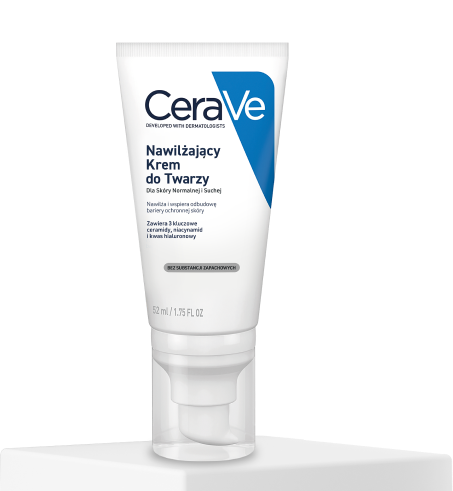 CeraVe
DEVELOPED WITH DERMATOLOGISTS
Nawilżający
Krem
do Twarzy
Dla Skóry Normalnej i Suchej
Nawilża i wspiera odbudowę
bariery ochronnej skóry
Zawiera 3 kluczowe
ceramidy, niacynamid
i kwas hialuronowy
BEZ SUBSTANCJI ZAPACHOWYCH
52 ml / 1.75 FL OZ